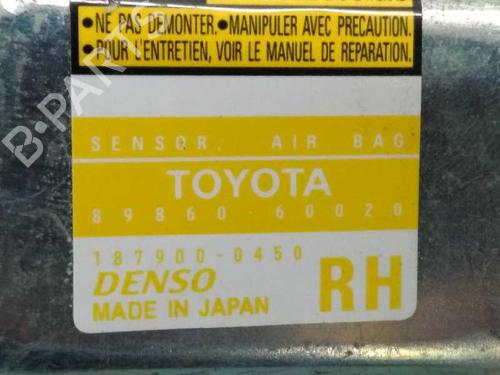 •NE PAS DEMONTER. •MANIPULER AVEC PRECAUTION.
•POUR L'ENTRETIEN, VOIR LE MANUEL DE REPARATION.
SENSOR, AIR BAG
TOYOTA
89860-60020
187900-0450
DENSO
RH
MADE IN JAPAN
B-PARTS